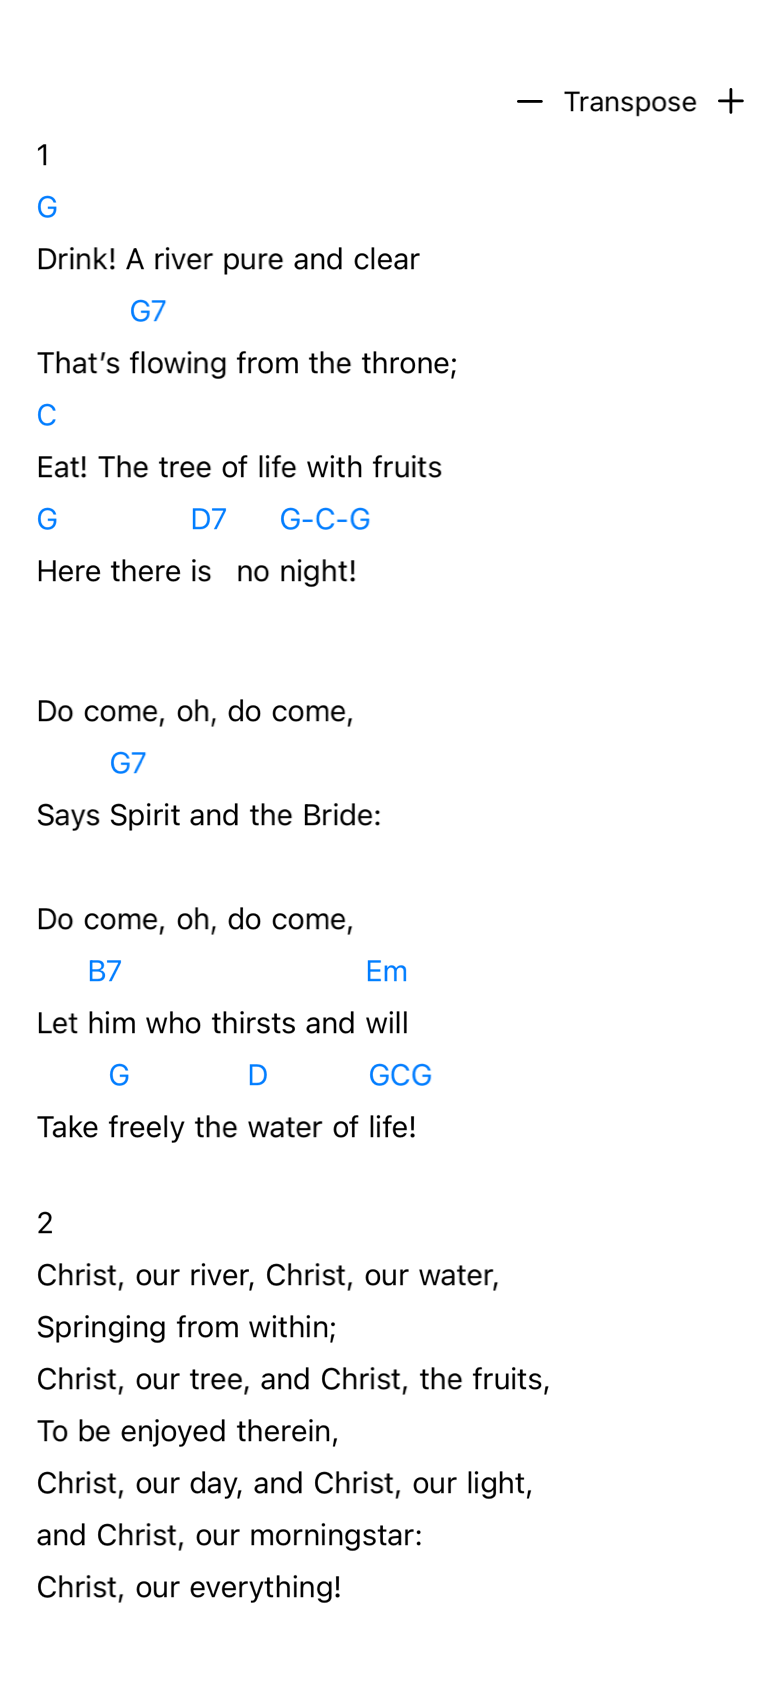 — Transpose +
1
G
Drink! A river pure and clear
G7
That’s flowing from the throne;
C
Eat! The tree of life with fruits
G D7 G-C-G
Here there is no night!
Do come, oh, do come,
G7
Says Spirit and the Bride:
Do come, oh, do come,
B7 Em
Let him who thirsts and will
G D GCG
Take freely the water of life!
2
Christ, our river, Christ, our water,
Springing from within;
Christ, our tree, and Christ, the fruits,
To be enjoyed therein,
Christ, our day, and Christ, our light,
and Christ, our morningstar:
Christ, our everything!